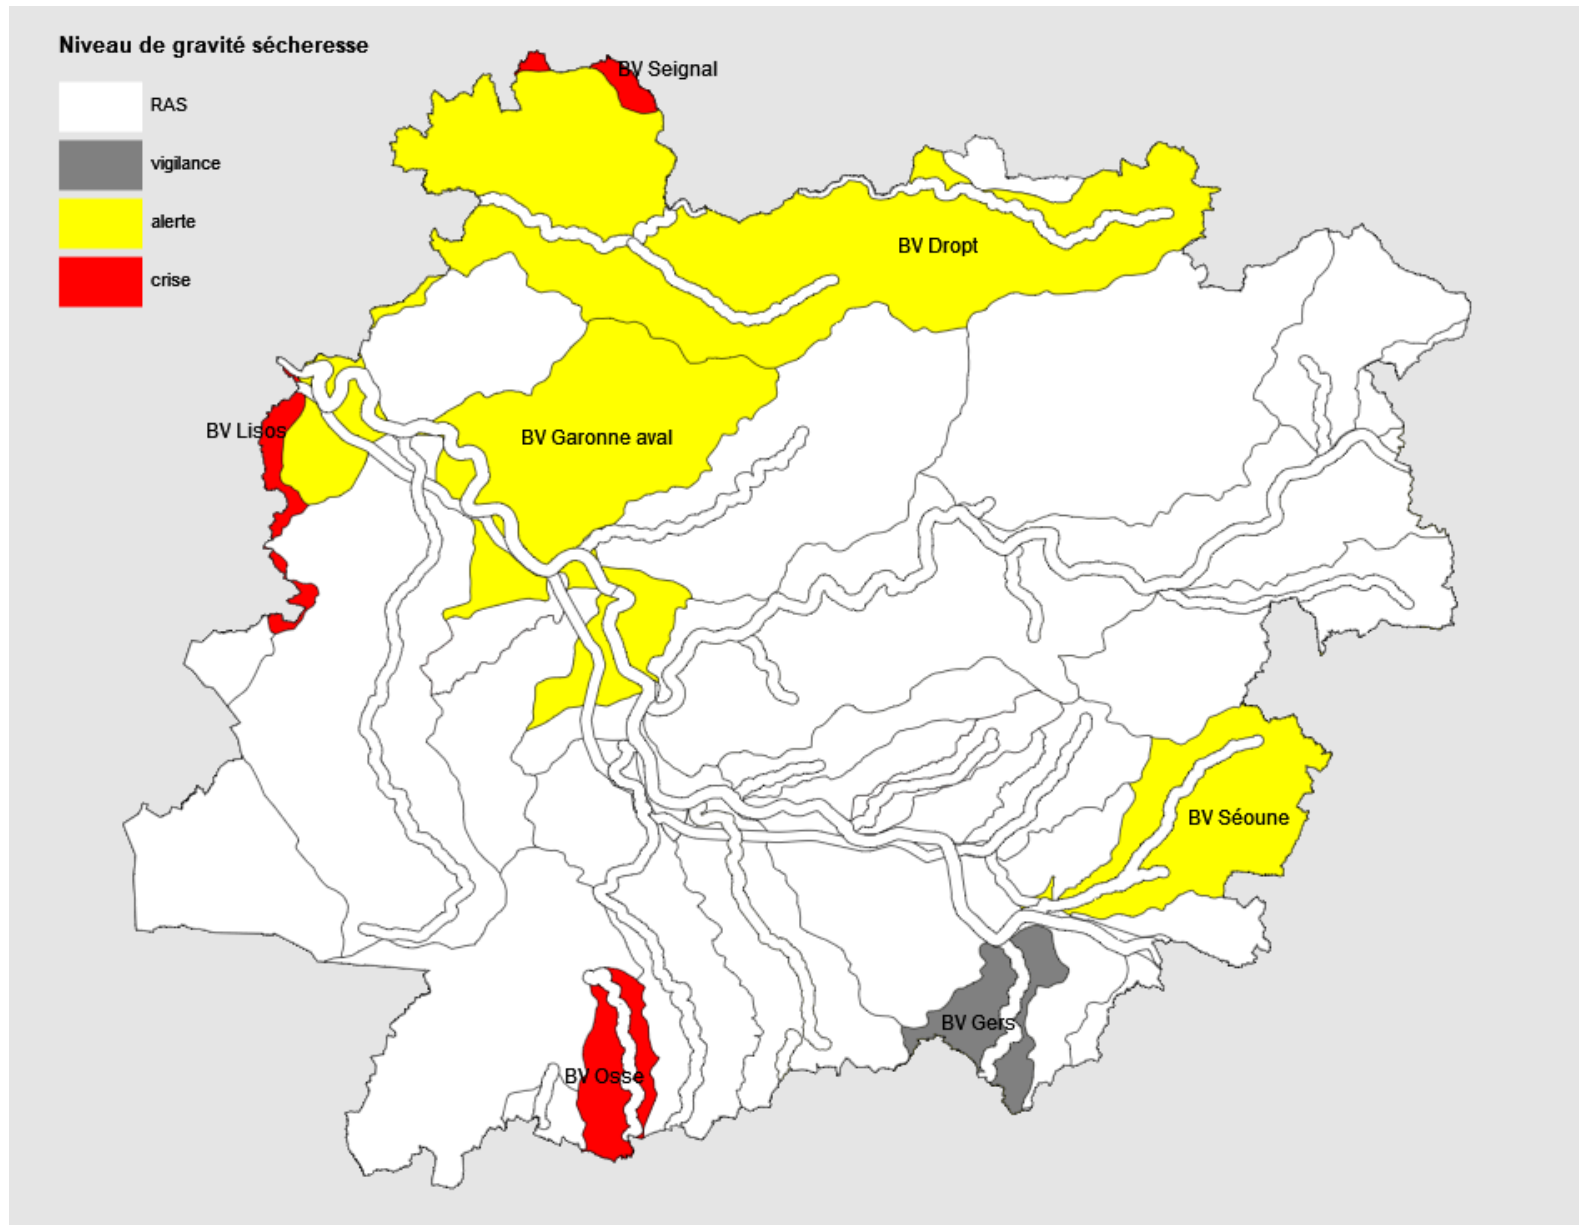 Niveau de gravité sécheresse
RAS
vigilance
alerte
crise
BV Seignal
BV Dropt
BV Lisos
BV Garonne aval
BV Séoune
BV Gers
BV Osse